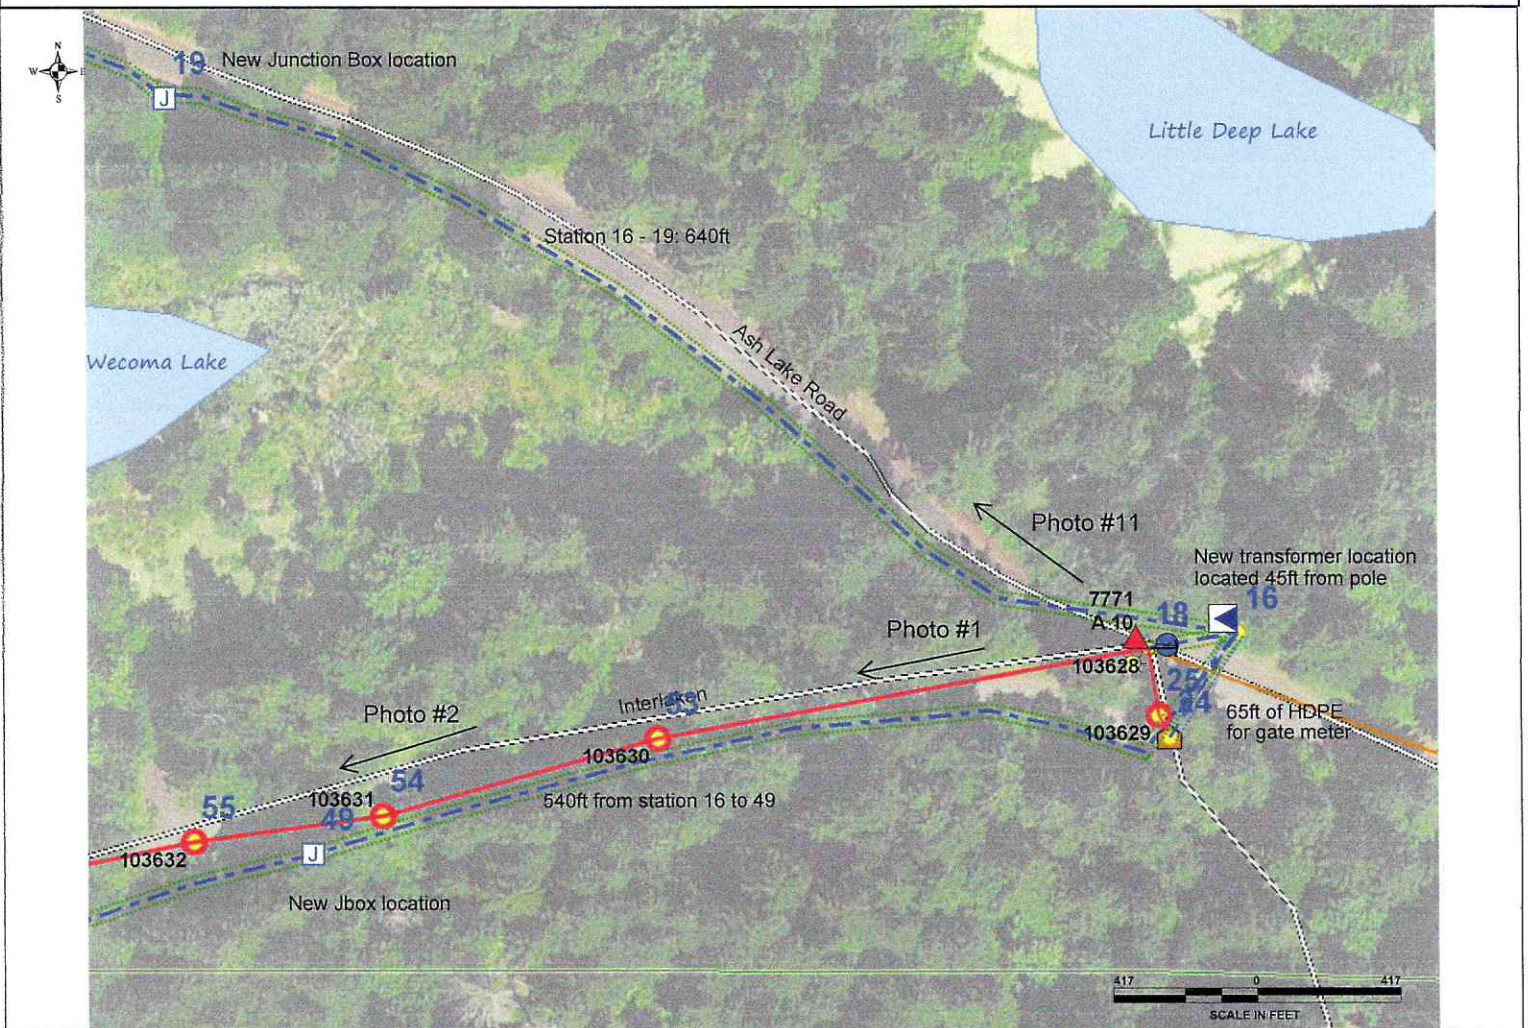 N
W
S
19
New Junction Box location
J
Little Deep Lake
Station 16 - 19: 640ft
Wecoma Lake
Ash Lake Road
Photo #11
New transformer location
located 45ft from pole
7771
18
16
A.10
Photo #1
103628
25
Interlaken
53
Photo #2
65ft of HDPE
for gate meter
103629
103630
54
103631
540ft from station 16 to 49
55
49
103632
J
New Jbox location
417 0 417
SCALE IN FEET